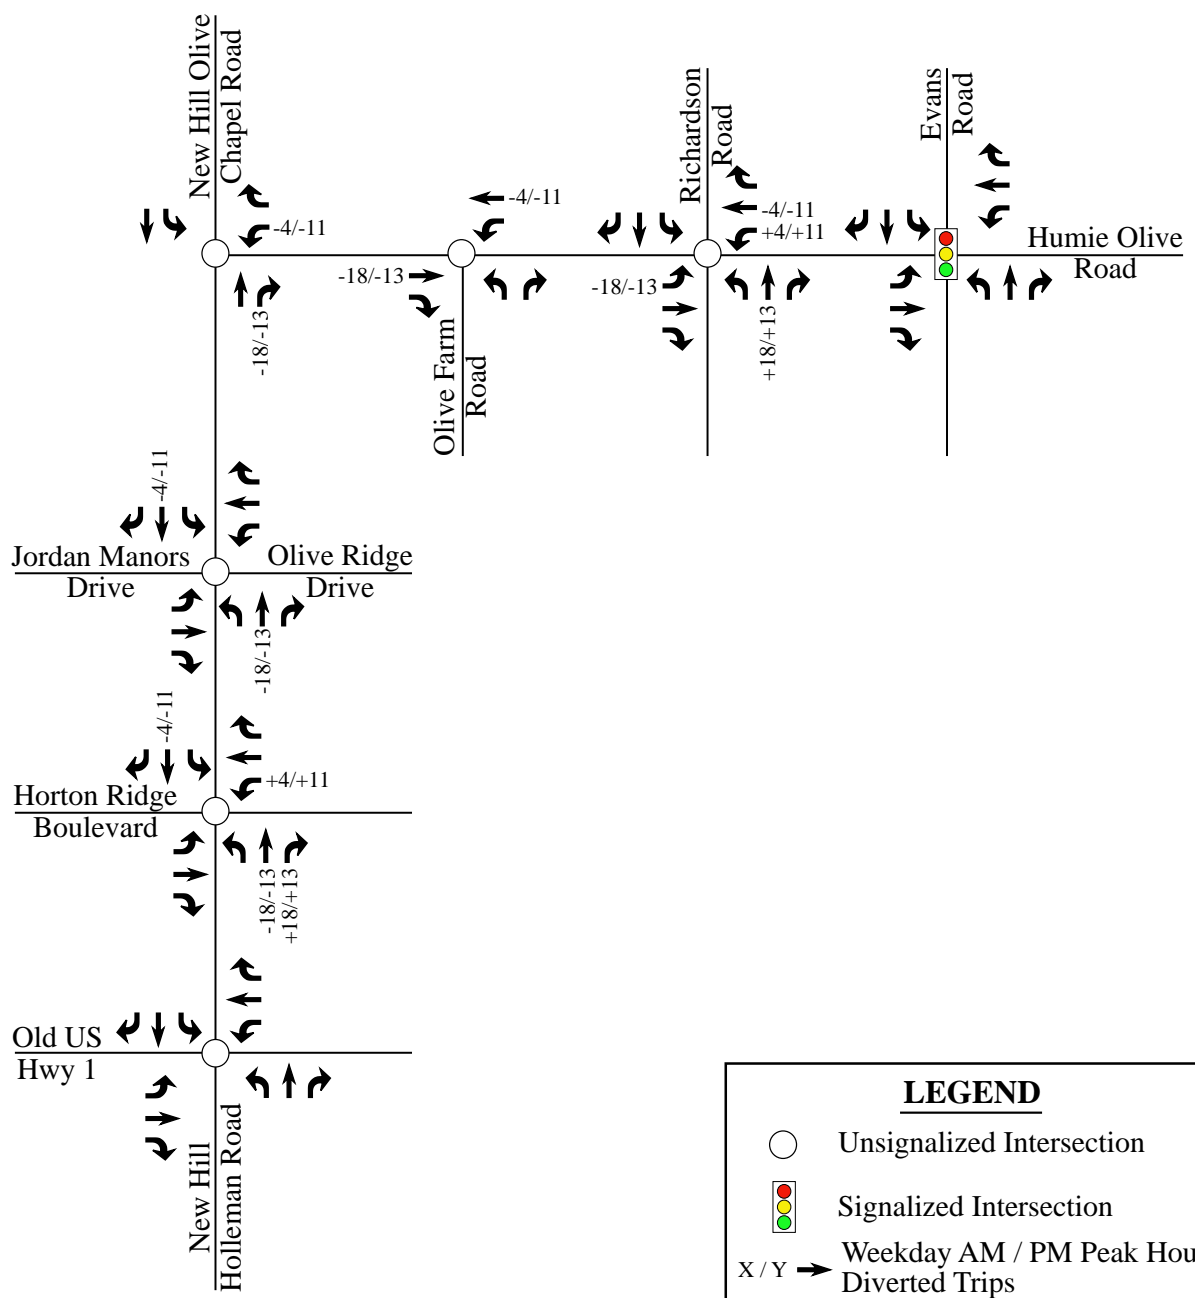 New Hill Olive
Chapel Road
Richardson
Road
Evans
Road
-4/-11
-4/-11
-4/-11
+4/+11
Humie Olive
Road
-18/-13
-18/-13
-18/-13
+18/+13
Olive Farm
Road
-4/-11
Jordan Manors
Drive
Olive Ridge
Drive
-18/-13
-4/-11
+4/+11
Horton Ridge
Boulevard
-18/-13
+18/+13
Old US
Hwy 1
New Hill
Holleman Road
LEGEND
Unsignalized Intersection
Signalized Intersection
X / Y
Weekday AM / PM Peak Hou
Diverted Trips